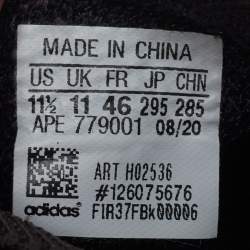 MADE IN CHINA
US UK FR JP CHN
11½ 11 46 295 285
APE 779001 08/20
ART H02536
#126075676
adidas F1R37FBk00006